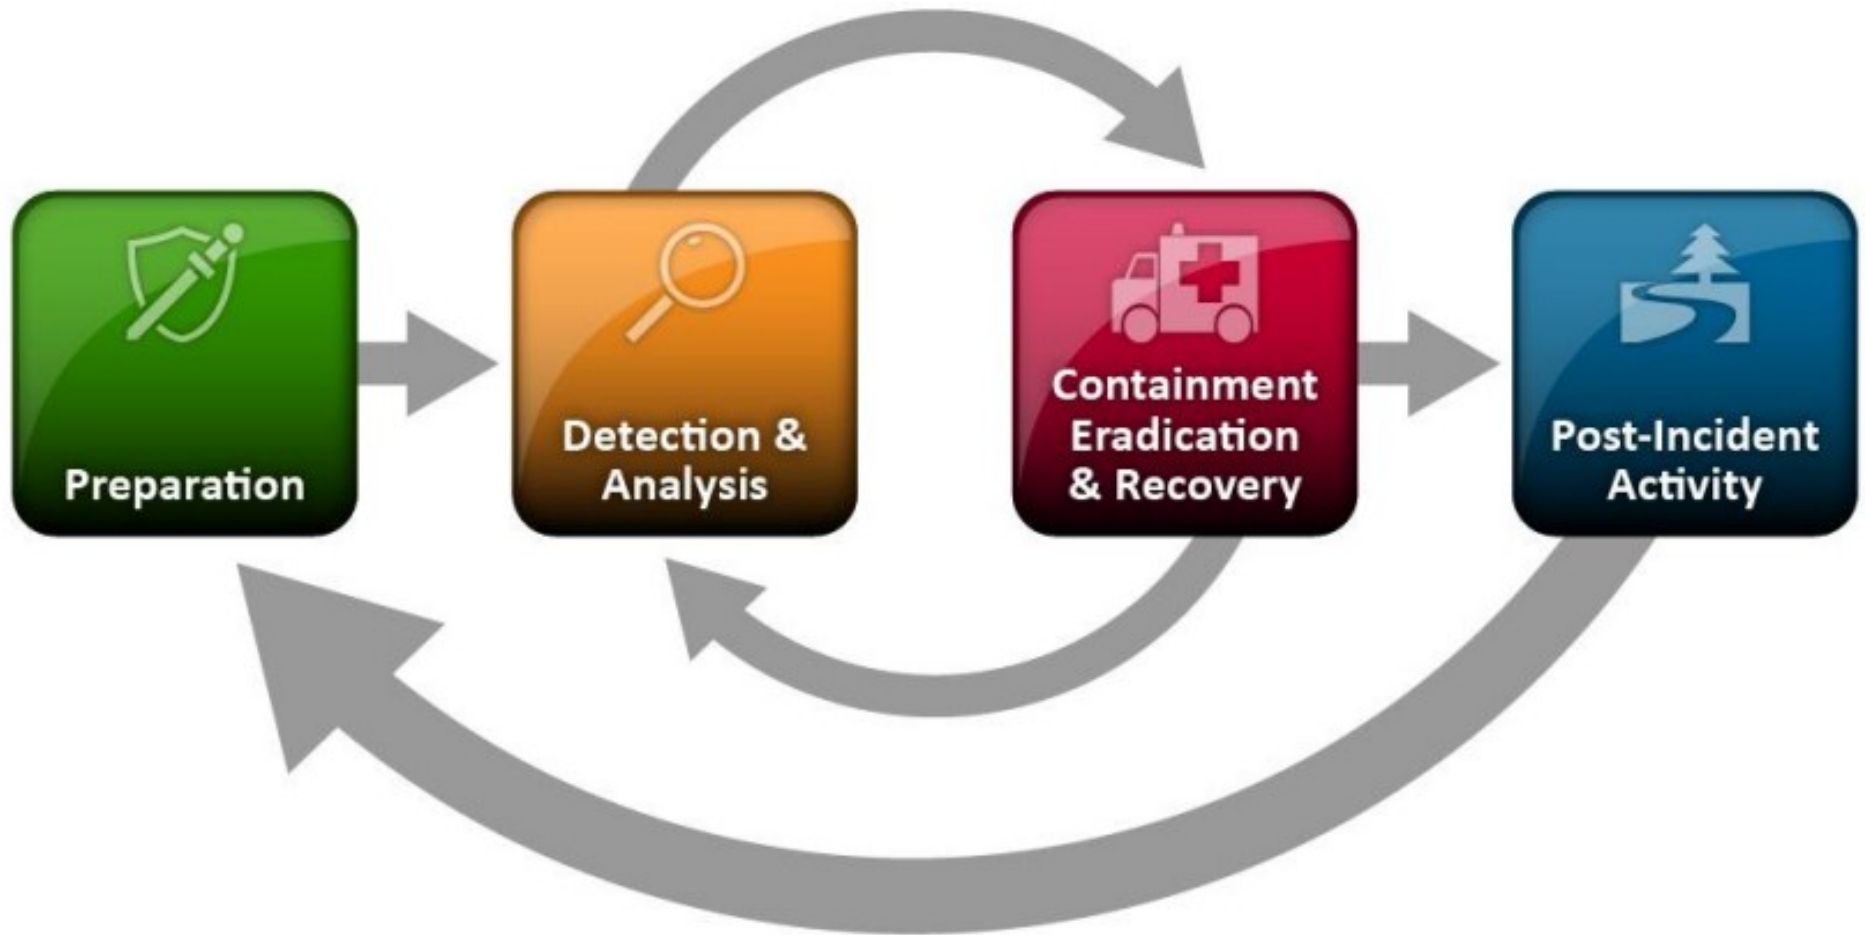 Preparation
Detection &
Analysis
Containment
Eradication
& Recovery
Post-Incident
Activity